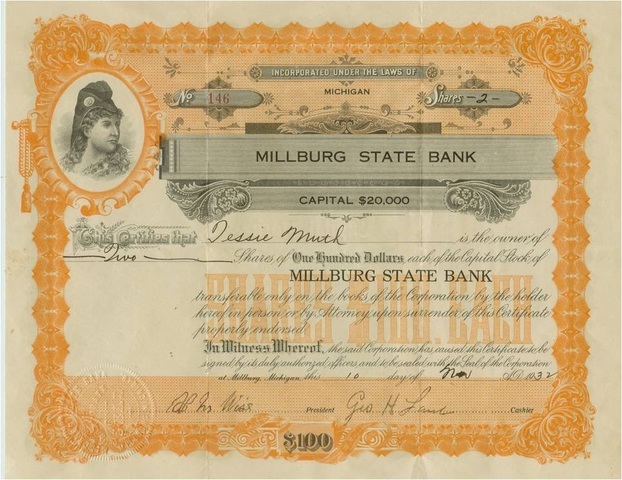 INCORPORATED UNDER THE LAWS OF
MICHIGAN
No. 146
Shares -2-
MILLBURG STATE BANK
CAPITAL $20,000
This Certifies that Tessie Muth is the owner of
Two Shares of One Hundred Dollars each of the Capital Stock of
MILLBURG STATE BANK
transferable only on the books of the Corporation by the holder
hereof in person or by Attorney upon surrender of this Certificate
properly endorsed.
In Witness Whereof, the said Corporation has caused this Certificate to be
signed by its duly authorized officers and to be sealed with the Seal of the Corporation
at Millburg, Michigan this 10 day of Nov A.D. 1932
President Geo H Cashier
$100